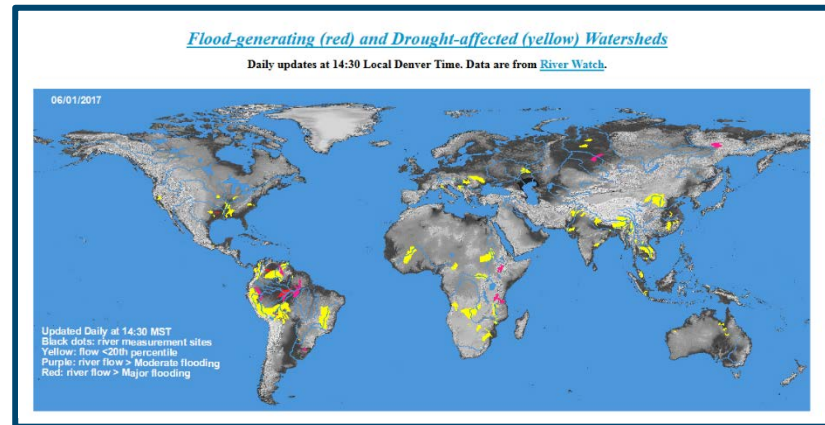 Flood-generating (red) and Drought-affected (yellow) Watersheds
Daily updates at 14:30 Local Denver Time. Data are from River Watch.
06/01/2017
Updated Daily at 14:30 MST
Black dots: river measurement sites
Yellow: flow <20th percentile
Purple: river flow > Moderate flooding
Red: river flow > Major flooding